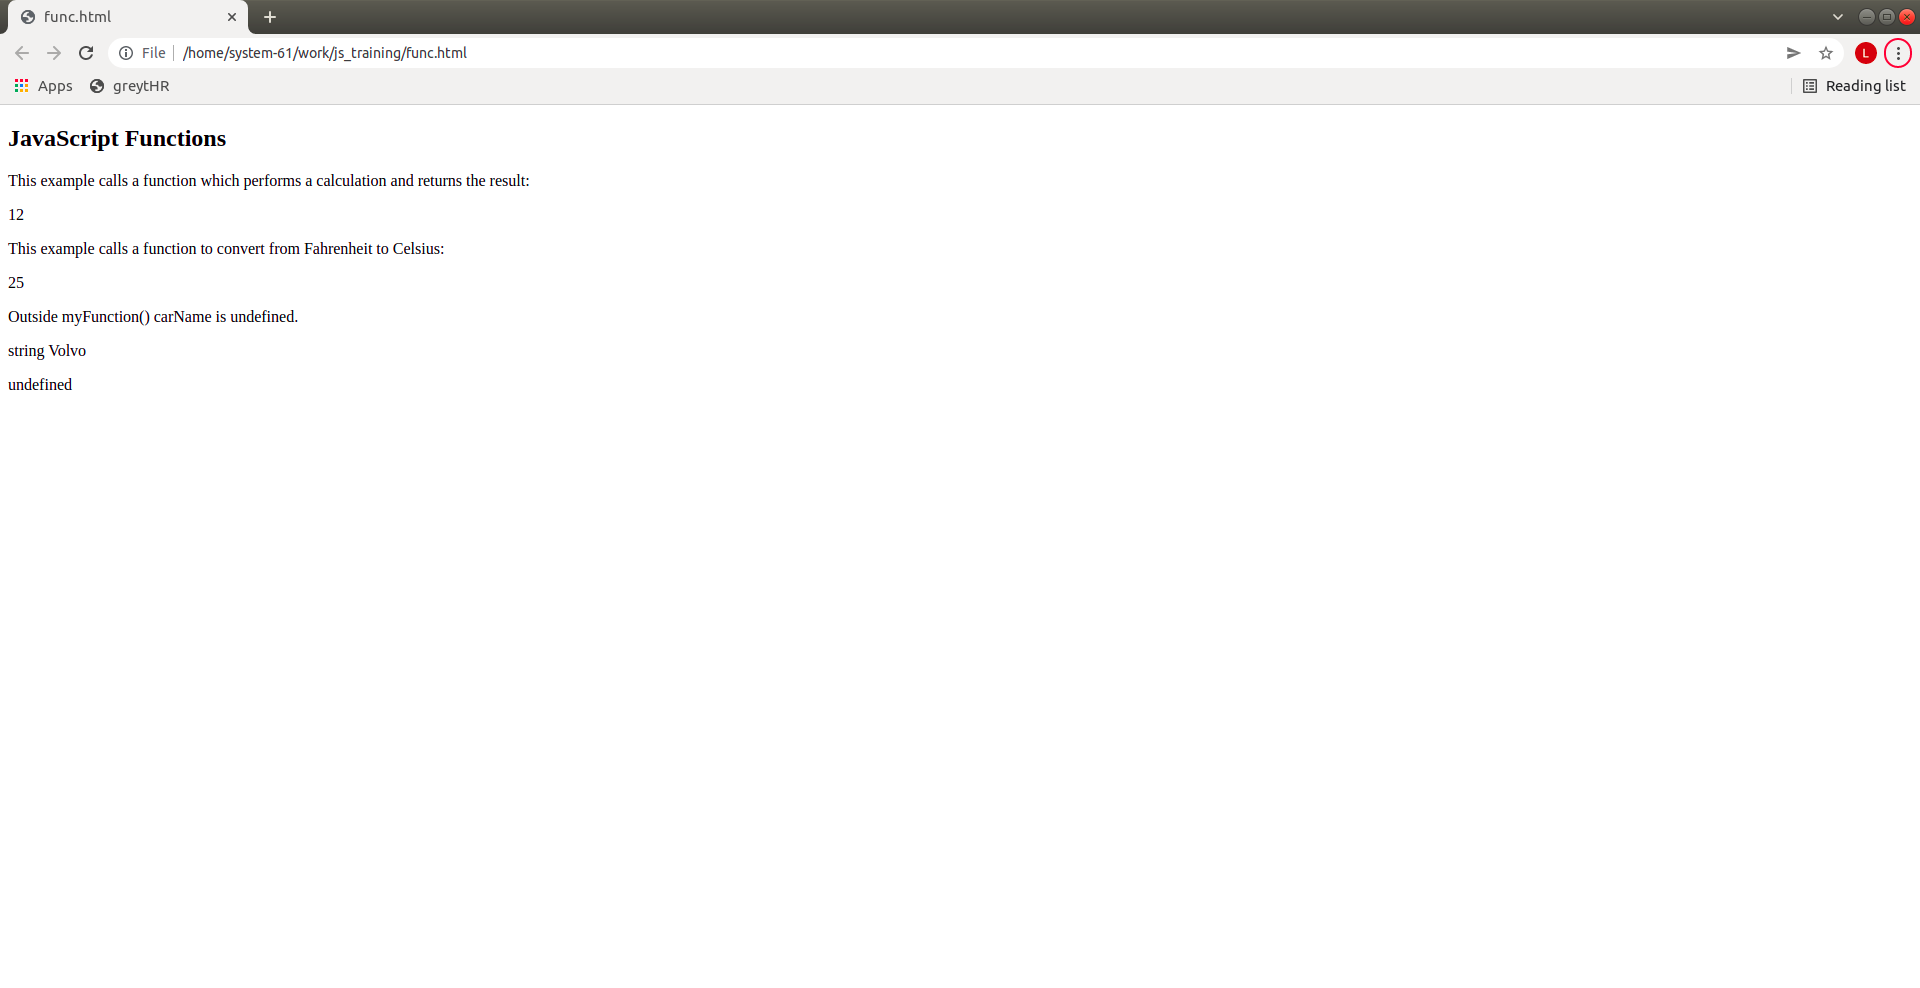 func.html
File /home/system-61/work/js_training/func.html
L
Apps greytHR Reading list
JavaScript Functions
This example calls a function which performs a calculation and returns the result:
12
This example calls a function to convert from Fahrenheit to Celsius:
25
Outside myFunction() carName is undefined.
string Volvo
undefined